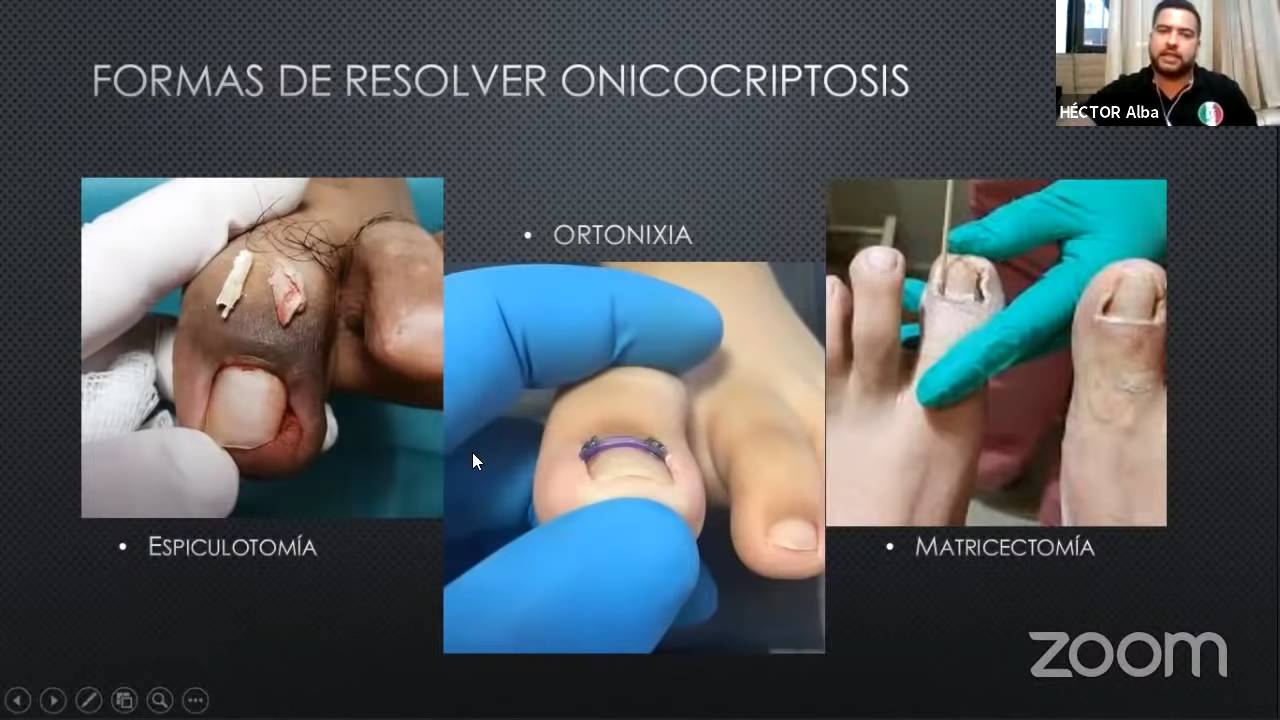 FORMAS DE RESOLVER ONICOCRIPTOSIS
HÉCTOR Alba
• ORTONIXIA
• ESPICULOTOMÍA
• MATRICECTOMÍA
zoom